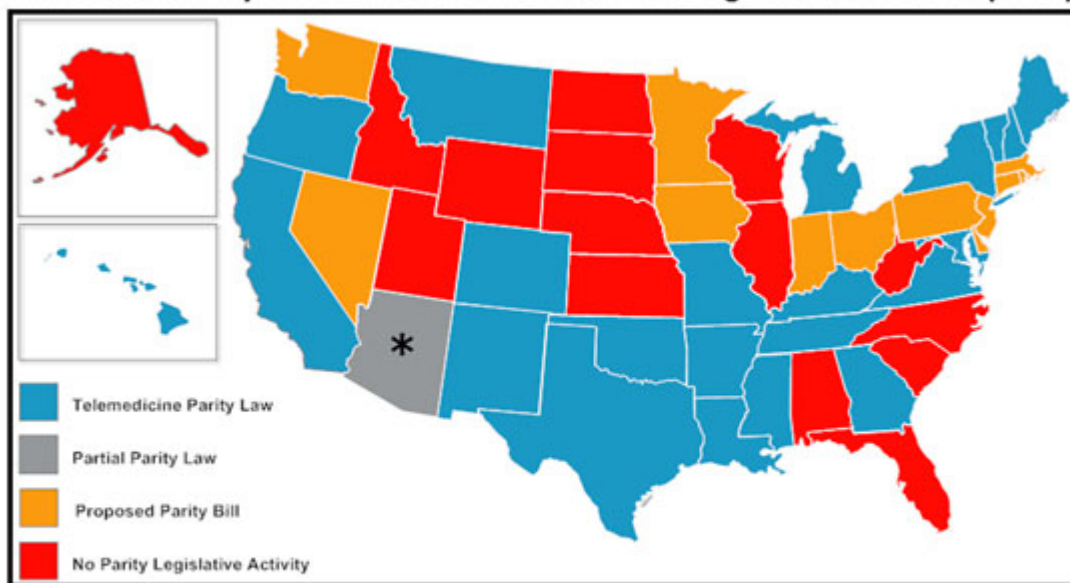 *
Telemedicine Parity Law
Partial Parity Law
Proposed Parity Bill
No Parity Legislative Activity